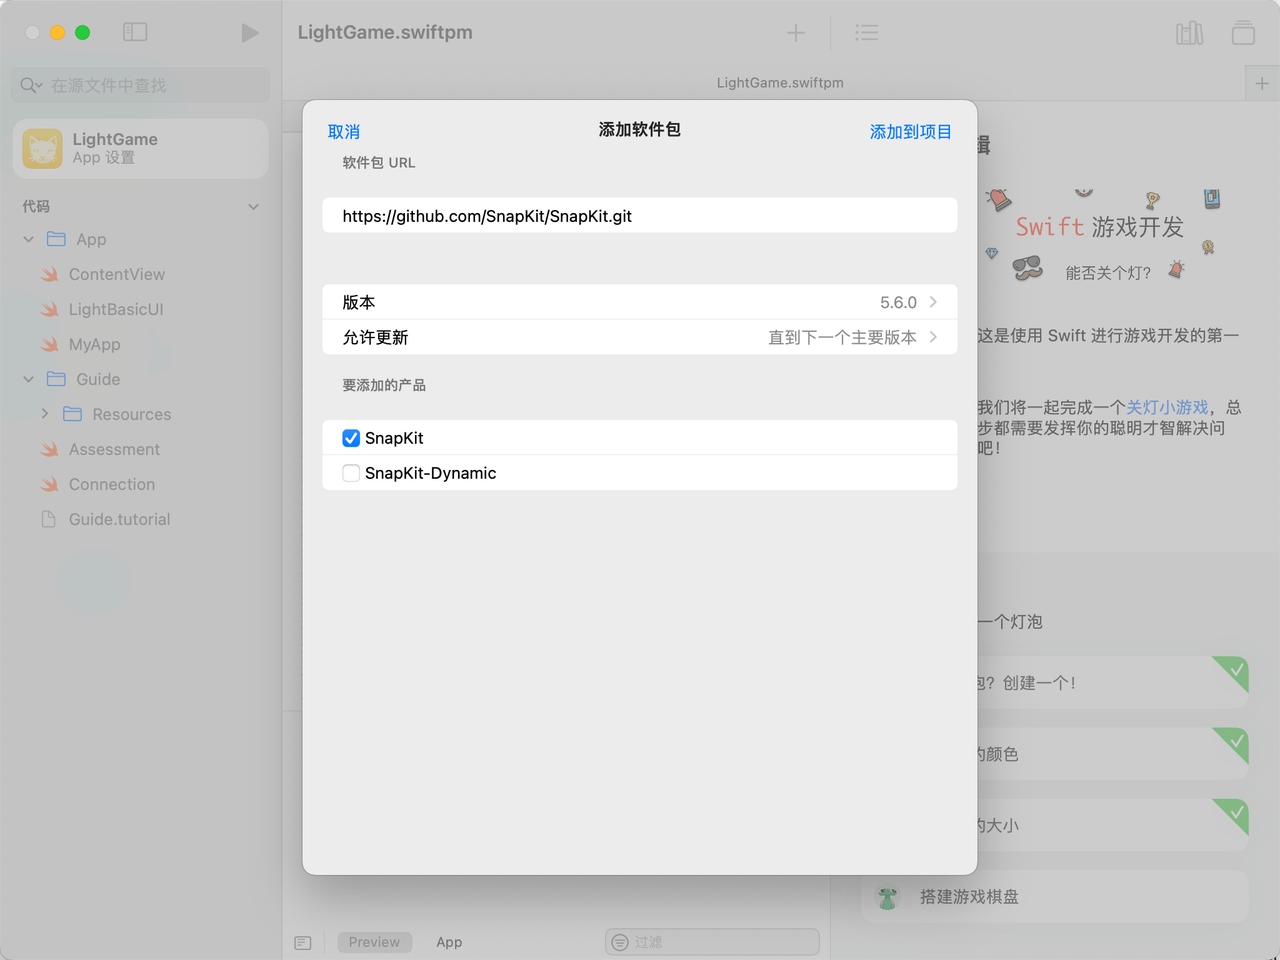 LightGame.swiftpm
LightGame.swiftpm
在源文件中查找
LightGame
App 设置
代码
App
ContentView
LightBasicUI
MyApp
Guide
Resources
Assessment
Connection
Guide.tutorial
取消
添加软件包
添加到项目
软件包 URL
https://github.com/SnapKit/SnapKit.git
版本
5.6.0
允许更新
直到下一个主要版本
要添加的产品
SnapKit
SnapKit-Dynamic
辑
Swift 游戏开发
能否关个灯?
这是使用 Swift 进行游戏开发的第一
我们将一起完成一个关灯小游戏，总
步都需要发挥你的聪明才智解决问
吧！
一个灯泡
泡？创建一个！
的颜色
的大小
搭建游戏棋盘
Preview
App
过滤